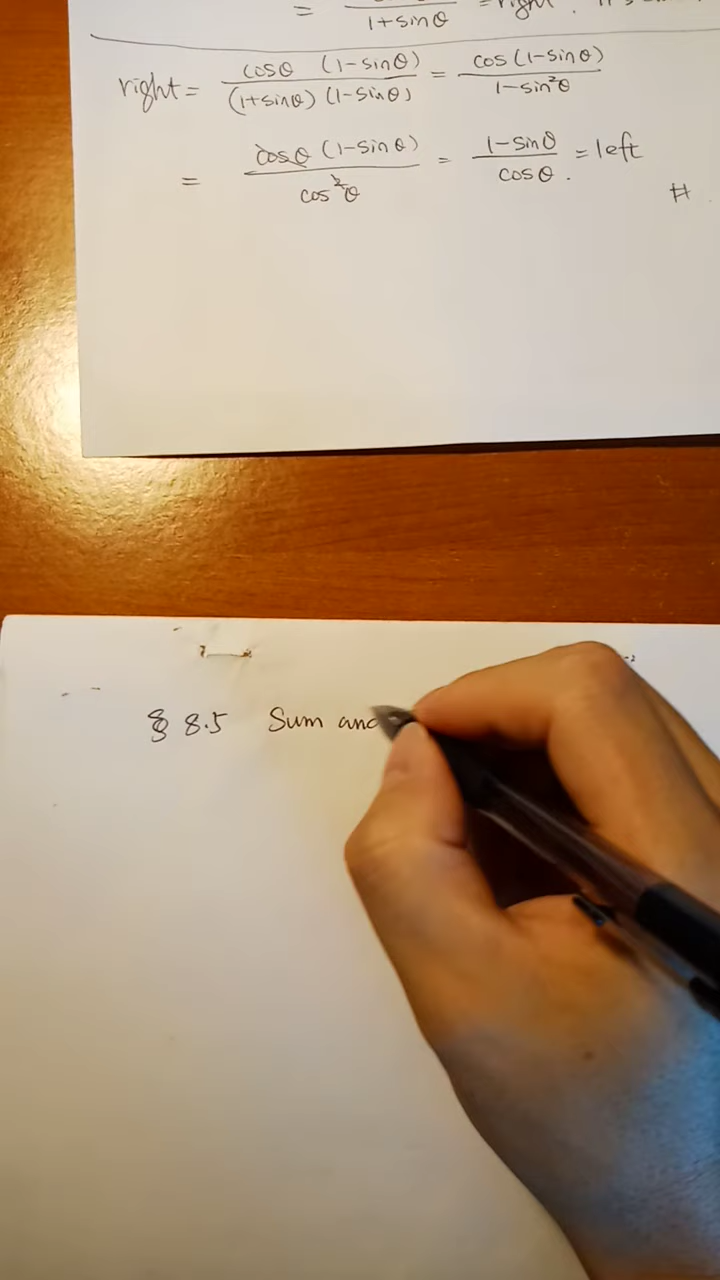 = 1+sinθ = right.
right = cosθ (1-sinθ) / (1+sinθ) (1-sinθ) = cos (1-sinθ) / 1-sin²θ
= cosθ (1-sinθ) / cos²θ = 1-sinθ / cosθ. = left #
§ 8.5 Sum and